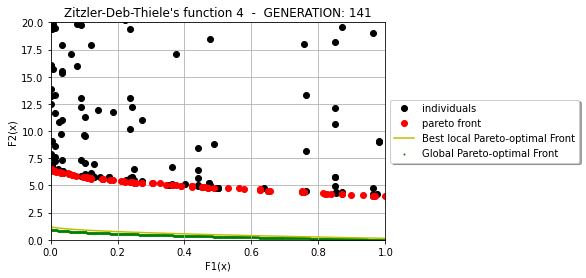 Zitzler-Deb-Thiele's function 4 - GENERATION: 141
20.0
17.5
15.0
12.5
10.0
7.5
5.0
2.5
0.0
F2(x)
0.0 0.2 0.4 0.6 0.8 1.0
F1(x)
individuals
pareto front
Best local Pareto-optimal Front
Global Pareto-optimal Front